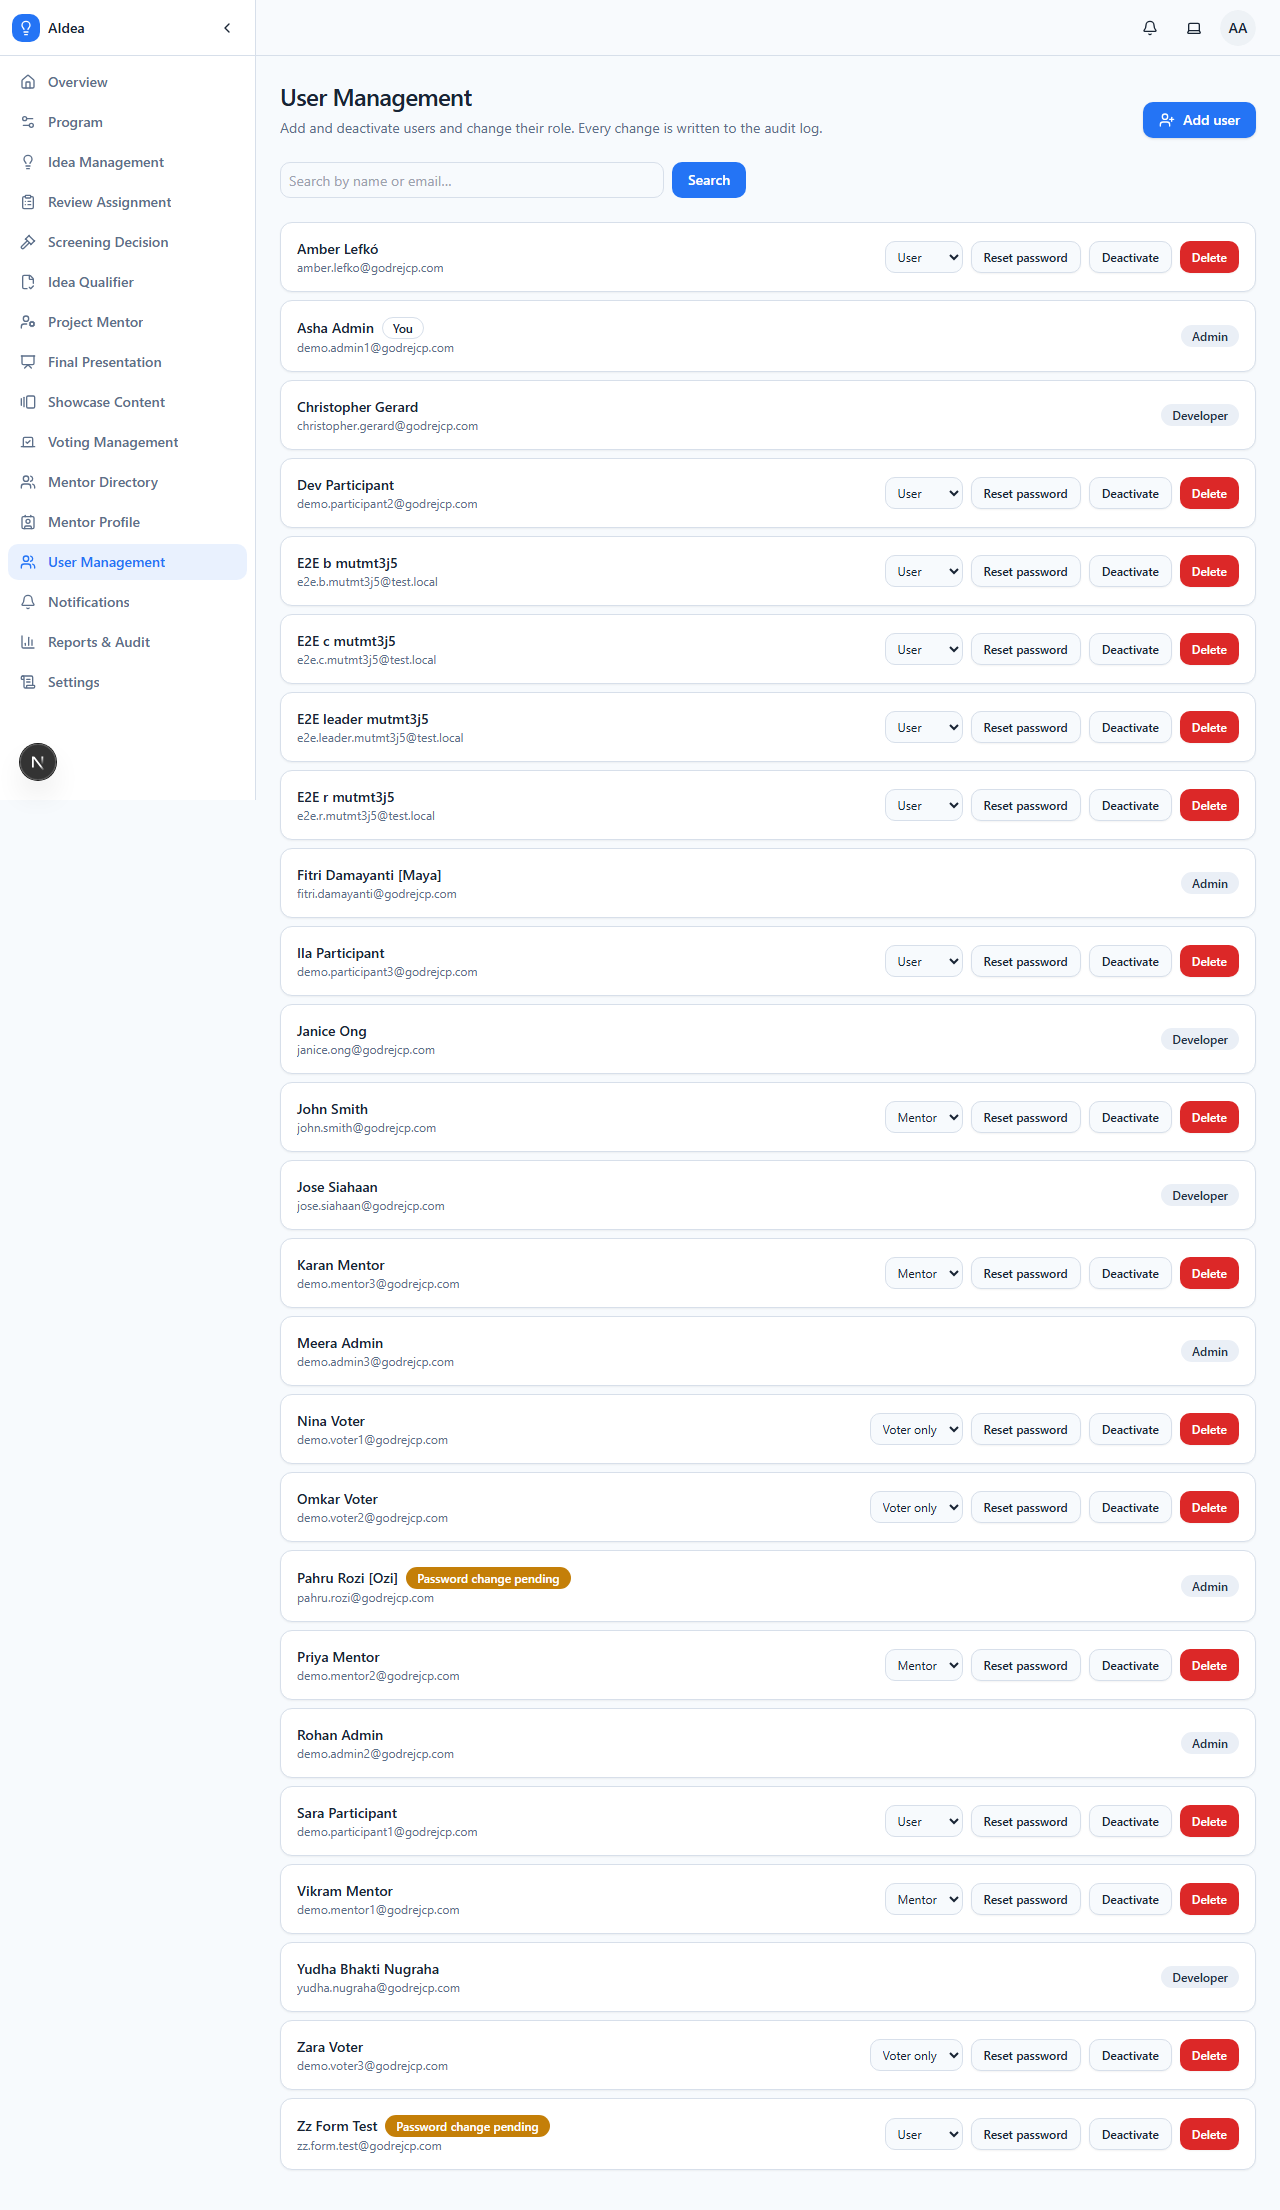 AIdea
AA
Overview
Program
Idea Management
Review Assignment
Screening Decision
Idea Qualifier
Project Mentor
Final Presentation
Showcase Content
Voting Management
Mentor Directory
Mentor Profile
User Management
Notifications
Reports & Audit
Settings
N
User Management
Add and deactivate users and change their role. Every change is written to the audit log.
Add user
Search by name or email...
Search
Amber Lefkó
amber.lefko@godrejcp.com
User Reset password Deactivate Delete
Asha Admin You
demo.admin1@godrejcp.com
Admin
Christopher Gerard
christopher.gerard@godrejcp.com
Developer
Dev Participant
demo.participant2@godrejcp.com
User Reset password Deactivate Delete
E2E b mutmt3j5
e2e.b.mutmt3j5@test.local
User Reset password Deactivate Delete
E2E c mutmt3j5
e2e.c.mutmt3j5@test.local
User Reset password Deactivate Delete
E2E leader mutmt3j5
e2e.leader.mutmt3j5@test.local
User Reset password Deactivate Delete
E2E r mutmt3j5
e2e.r.mutmt3j5@test.local
User Reset password Deactivate Delete
Fitri Damayanti [Maya]
fitri.damayanti@godrejcp.com
Admin
Ila Participant
demo.participant3@godrejcp.com
User Reset password Deactivate Delete
Janice Ong
janice.ong@godrejcp.com
Developer
John Smith
john.smith@godrejcp.com
Mentor Reset password Deactivate Delete
Jose Siahaan
jose.siahaan@godrejcp.com
Developer
Karan Mentor
demo.mentor3@godrejcp.com
Mentor Reset password Deactivate Delete
Meera Admin
demo.admin3@godrejcp.com
Admin
Nina Voter
demo.voter1@godrejcp.com
Voter only Reset password Deactivate Delete
Omkar Voter
demo.voter2@godrejcp.com
Voter only Reset password Deactivate Delete
Pahru Rozi [Ozi] Password change pending
pahru.rozi@godrejcp.com
Admin
Priya Mentor
demo.mentor2@godrejcp.com
Mentor Reset password Deactivate Delete
Rohan Admin
demo.admin2@godrejcp.com
Admin
Sara Participant
demo.participant1@godrejcp.com
User Reset password Deactivate Delete
Vikram Mentor
demo.mentor1@godrejcp.com
Mentor Reset password Deactivate Delete
Yudha Bhakti Nugraha
yudha.nugraha@godrejcp.com
Developer
Zara Voter
demo.voter3@godrejcp.com
Voter only Reset password Deactivate Delete
Zz Form Test Password change pending
zz.form.test@godrejcp.com
User Reset password Deactivate Delete